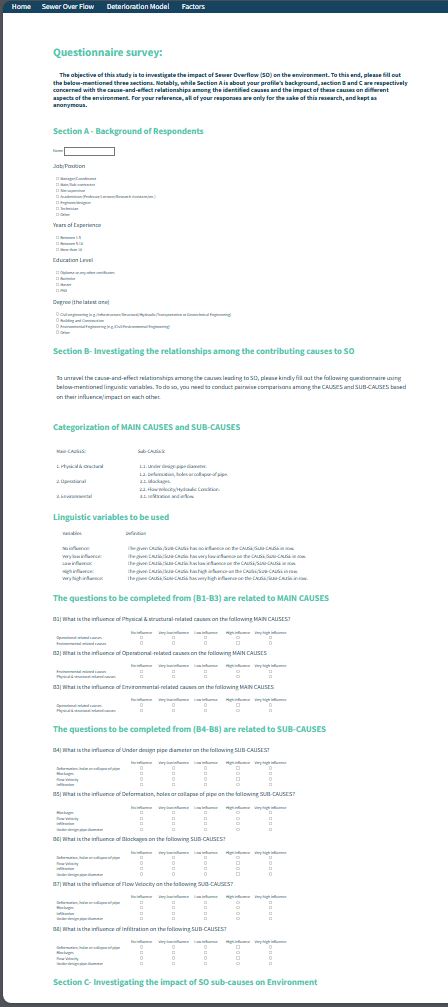 Home Sewer Over Flow Deterioration Model Factors
Questionnaire survey:
The objective of this study is to investigate the impact of Sewer Overflow (SO) on the environment. To this end, please fill out
the below-mentioned three sections. Notably, while Section A is about your profile's background, section B and C are respectively
concerned with the cause-and-effect relationships among the identified causes and the impact of these causes on different
aspects of the environment. For your reference, all of your responses are only for the sake of this research, and kept as
anonymous.
Section A - Background of Respondents
Name
Job/Position
Manager/Coordinator
Main/Sub contractor
Site supervisor
Engineer/designer
Technician
Other
Years of Experience
Between 1-5
Between 5-10
More than 10
Education Level
Diploma or any other certificates
Bachelor
Master
PhD
Degree (the latest one)
Civil engineering (e.g./Infrastructure/Structural/Hydraulic/Transportation or Geotechnical Engineering)
Building and Construction
Environmental Engineering (e.g./Civil Environmental Engineering)
Other
Section B- Investigating the relationships among the contributing causes to SO
To unravel the cause-and-effect relationships among the causes leading to SO, please kindly fill out the following questionnaire using
below-mentioned linguistic variables. To do so, you need to conduct pairwise comparisons among the CAUSES and SUB-CAUSES based
on their influence/impact on each other.
Categorization of MAIN CAUSES and SUB-CAUSES
Main-CAUSES: Sub-CAUSES:
1. Physical & structural 1.1. Under design pipe diameter.
1.2. Deformation, holes or collapse of pipe.
2. Operational 2.1. Blockages.
2.2. Flow Velocity/Hydraulic Condition.
3. Environmental 3.1. Infiltration and inflow.
Linguistic variables to be used
Variables Definition
No influence: The given CAUSE/SUB-CAUSE has no influence on the CAUSE/SUB-CAUSE in row.
Very low influence: The given CAUSE/SUB-CAUSE has very low influence on the CAUSE/SUB-CAUSE in row.
Low influence: The given CAUSE/SUB-CAUSE has low influence on the CAUSE/SUB-CAUSE in row.
High influence: The given CAUSE/SUB-CAUSE has high influence on the CAUSE/SUB-CAUSE in row.
Very high influence: The given CAUSE/SUB-CAUSE has very high influence on the CAUSE/SUB-CAUSE in row.
The questions to be completed from (B1-B3) are related to MAIN CAUSES
B1) What is the influence of Physical & structural-related causes on the following MAIN CAUSES?
No influence Very low influence Low influence High influence Very high influence
Operational-related causes
Environmental-related causes
B2) What is the influence of Operational-related causes on the following MAIN CAUSES
No influence Very low influence Low influence High influence Very high influence
Environmental-related causes
Physical & structural-related causes
B3) What is the influence of Environmental-related causes on the following MAIN CAUSES
No influence Very low influence Low influence High influence Very high influence
Operational-related causes
Physical & structural-related causes
The questions to be completed from (B4-B8) are related to SUB-CAUSES
B4) What is the influence of Under design pipe diameter on the following SUB-CAUSES?
No influence Very low influence Low influence High influence Very high influence
Deformation, holes or collapse of pipe
Blockages
Flow Velocity
Infiltration
B5) What is the influence of Deformation, holes or collapse of pipe on the following SUB-CAUSES?
No influence Very low influence Low influence High influence Very high influence
Blockages
Flow Velocity
Infiltration
Under design pipe diameter
B6) What is the influence of Blockages on the following SUB-CAUSES?
No influence Very low influence Low influence High influence Very high influence
Deformation, holes or collapse of pipe
Flow Velocity
Infiltration
Under design pipe diameter
B7) What is the influence of Flow Velocity on the following SUB-CAUSES?
No influence Very low influence Low influence High influence Very high influence
Deformation, holes or collapse of pipe
Blockages
Infiltration
Under design pipe diameter
B8) What is the influence of Infiltration on the following SUB-CAUSES?
No influence Very low influence Low influence High influence Very high influence
Deformation, holes or collapse of pipe
Blockages
Flow Velocity
Under design pipe diameter
Section C- Investigating the impact of SO sub-causes on Environment